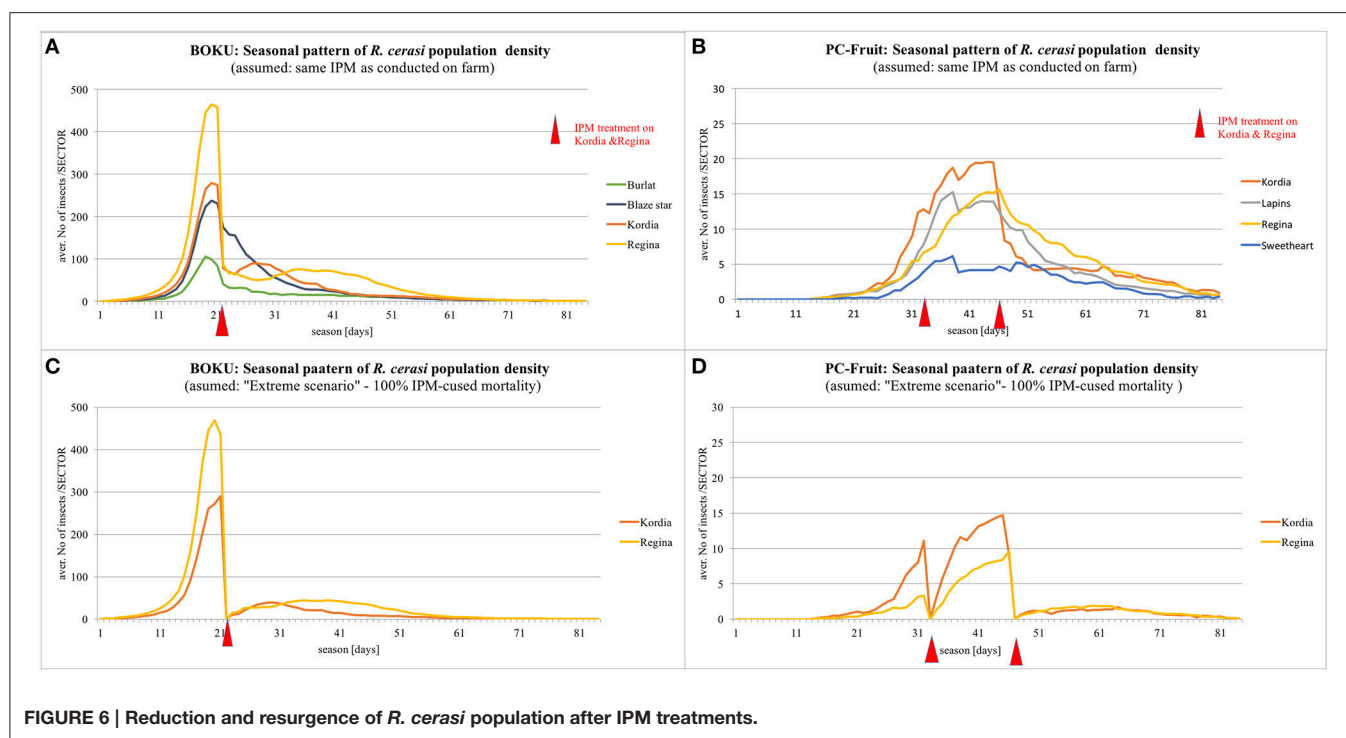 A
BOKU: Seasonal pattern of R. cerasi population density
(assumed: same IPM as conducted on farm)
aver. No of insects /SECTOR
500
400
300
200
100
0
1 11 21 31 41 51 61 71 81
season [days]
IPM treatment on
Kordia &Regina
Burlat
Blaze star
Kordia
Regina
B
PC-Fruit: Seasonal pattern of R. cerasi population density
(assumed: same IPM as conducted on farm)
aver. No of insects /SECTOR
30
25
20
15
10
5
0
1 11 21 31 41 51 61 71 81
season [days]
IPM treatment on
Kordia & Regina
Kordia
Lapins
Regina
Sweetheart
C
BOKU: Seasonal paatern of R. cerasi population density
(asumed: "Extreme scenario" - 100% IPM-cused mortality)
aver. No of insects /SECTOR
500
400
300
200
100
0
1 11 21 31 41 51 61 71 81
season [days]
Kordia
Regina
D
PC-Fruit: Seasonal paatern of R. cerasi population density
(asumed: "Extreme scenario"- 100% IPM-cused mortality )
aver. No of insects /SECTOR
30
25
20
15
10
5
0
1 11 21 31 41 51 61 71 81
season [days]
Kordia
Regina
FIGURE 6 | Reduction and resurgence of R. cerasi population after IPM treatments.